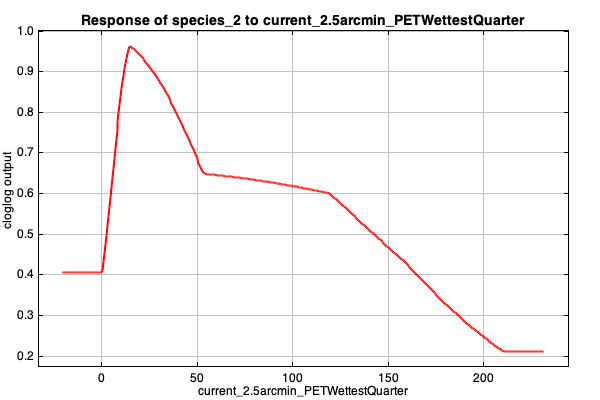 Response of species_2 to current_2.5arcmin_PETWettestQuarter
1.0
0.9
0.8
0.7
0.6
0.5
0.4
0.3
0.2
cloglog output
0 50 100 150 200
current_2.5arcmin_PETWettestQuarter